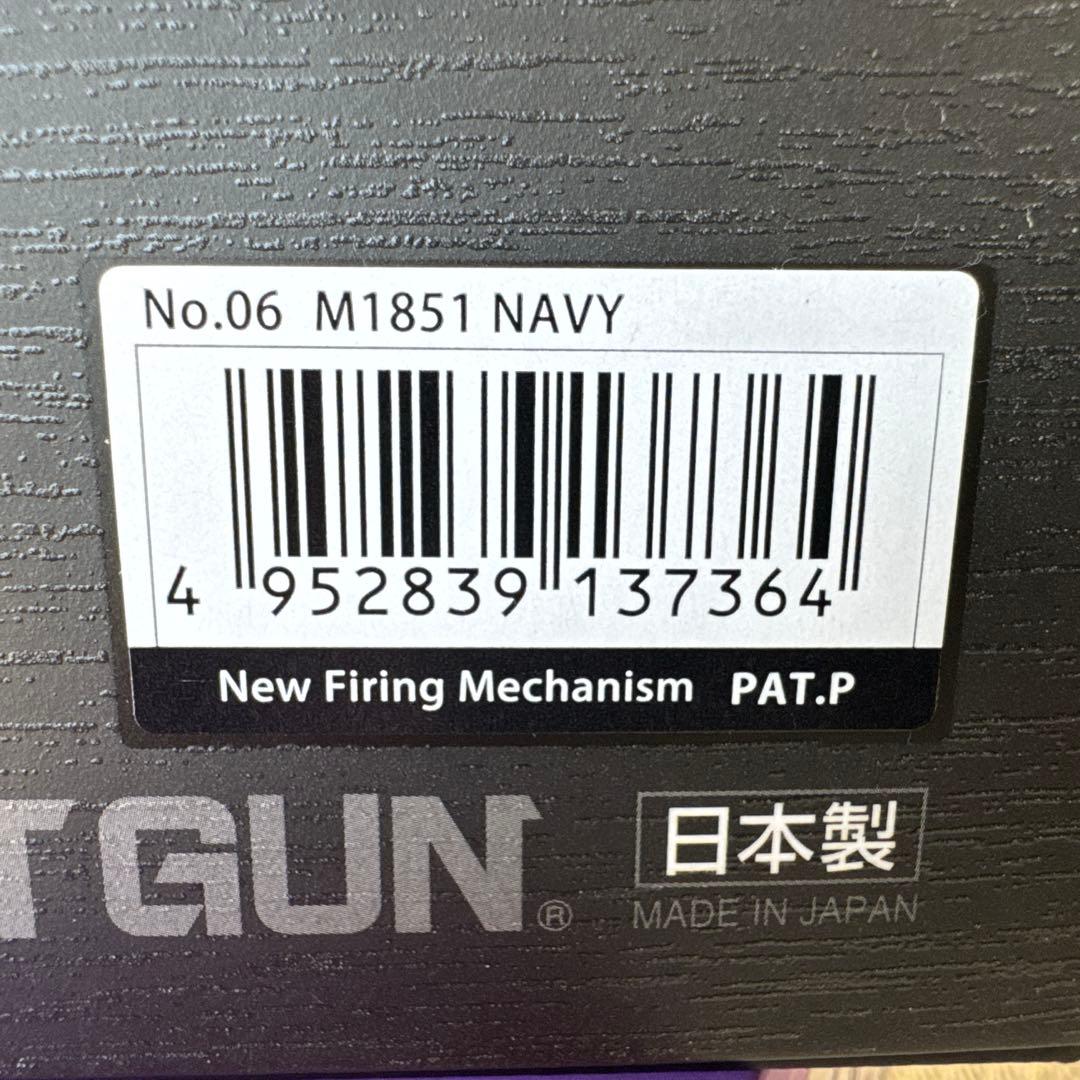 No.06 M1851 NAVY
4 952839 137364
New Firing Mechanism PAT.P
TGUN®
日本製
MADE IN JAPAN